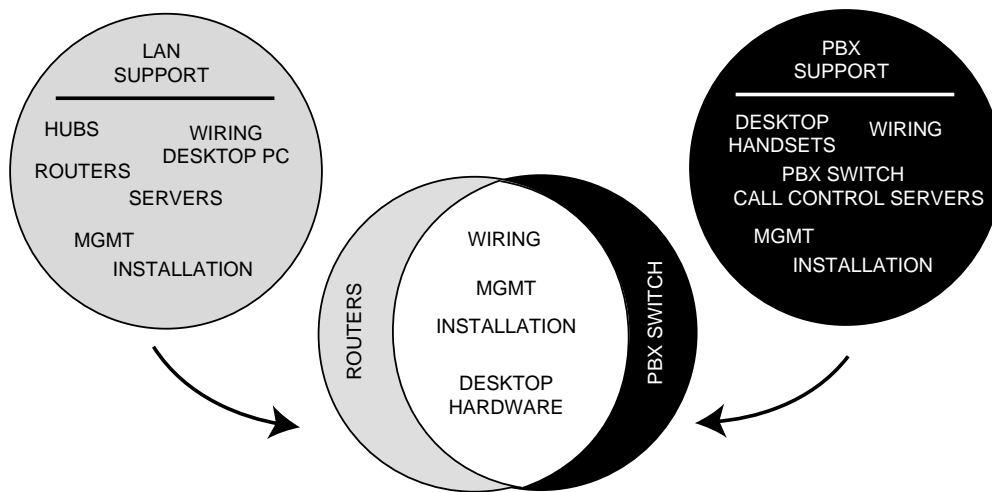 LAN
SUPPORT
HUBS
WIRING
DESKTOP PC
ROUTERS
SERVERS
MGMT
INSTALLATION
PBX
SUPPORT
DESKTOP
HANDSETS
WIRING
PBX SWITCH
CALL CONTROL SERVERS
MGMT
INSTALLATION
ROUTERS
WIRING
MGMT
INSTALLATION
DESKTOP
HARDWARE
PBX SWITCH